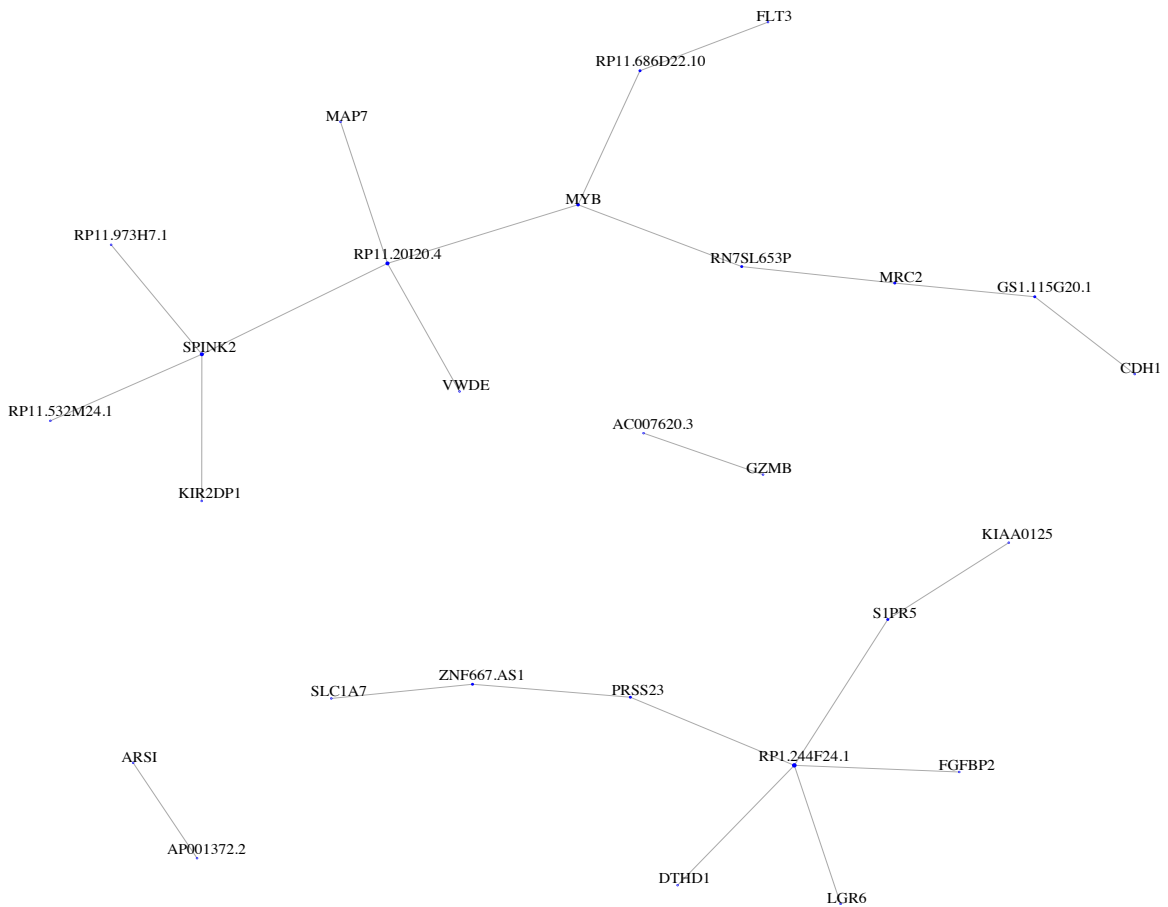 FLT3
RP11.686D22.10
MAP7
MYB
RP11.973H7.1
RP11.20I20.4
RN7SL653P
MRC2
GS1.115G20.1
SPINK2
CDH1
VWDE
RP11.532M24.1
AC007620.3
GZMB
KIR2DP1
KIAA0125
S1PR5
ZNF667.AS1
SLC1A7
PRSS23
ARSI
RP1.244F24.1
FGFBP2
AP001372.2
DTHD1
LGR6